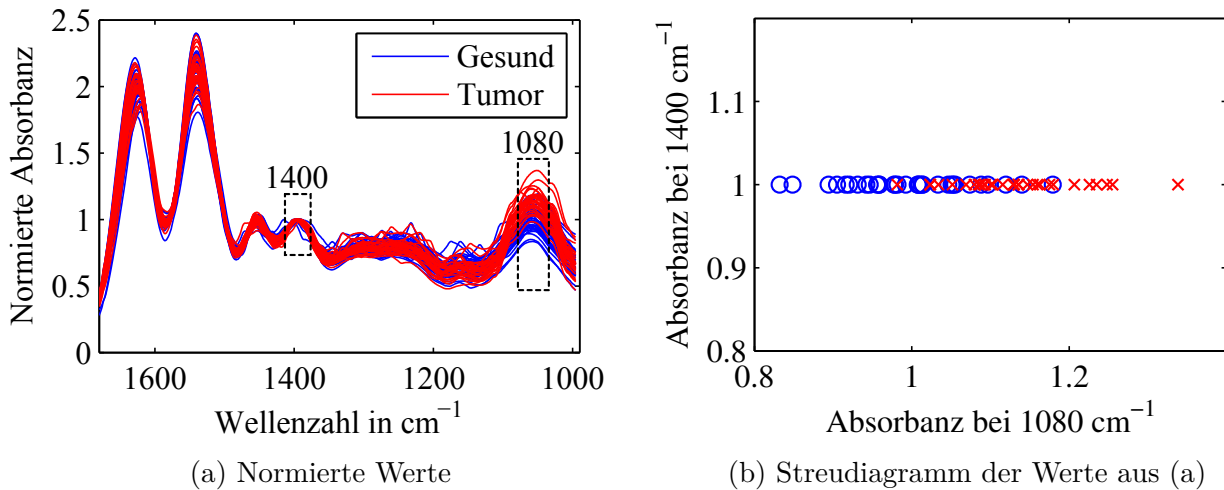 Normierte Absorbanz
2.5
2
1.5
1
0.5
0
Gesund
Tumor
1400
1080
1600 1400 1200 1000
Wellenzahl in cm⁻¹
(a) Normierte Werte
Absorbanz bei 1400 cm⁻¹
1.1
1
0.9
0.8
0.8 1 1.2
Absorbanz bei 1080 cm⁻¹
(b) Streudiagramm der Werte aus (a)